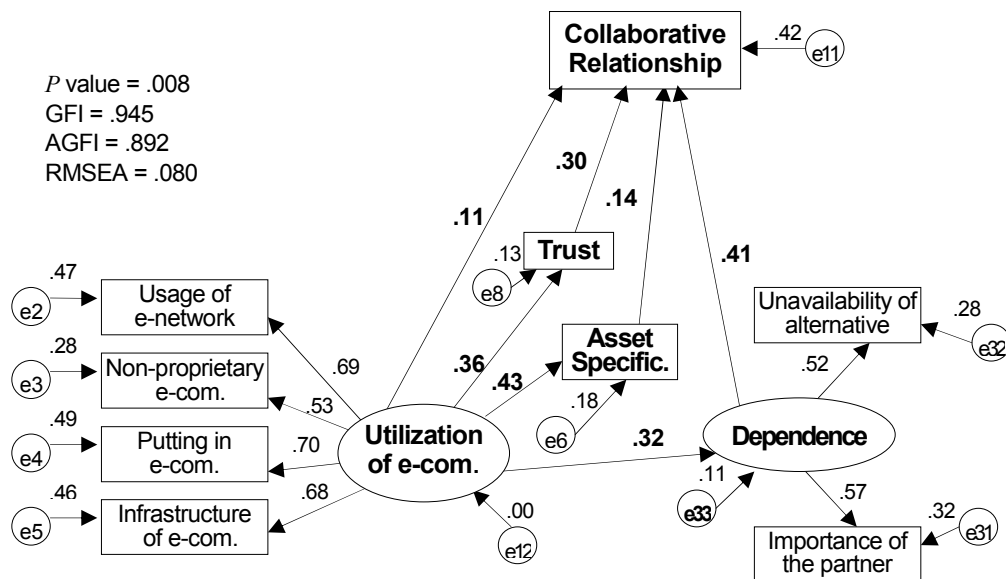 Collaborative
Relationship
.42
e11
P value = .008
GFI = .945
AGFI = .892
RMSEA = .080
.30
.14
.11
.41
.13
e8
Trust
.47
e2
Usage of
e-network
.69
Unavailability of
alternative
.28
e32
.52
Asset
Specific.
.36
.43
.18
e6
.28
e3
Non-proprietary
e-com.
.53
.49
e4
Putting in
e-com.
.70
Utilization
of e-com.
.32
Dependence
.11
e33
.46
e5
Infrastructure
of e-com.
.68
.00
e12
.57
.32
e31
Importance of
the partner